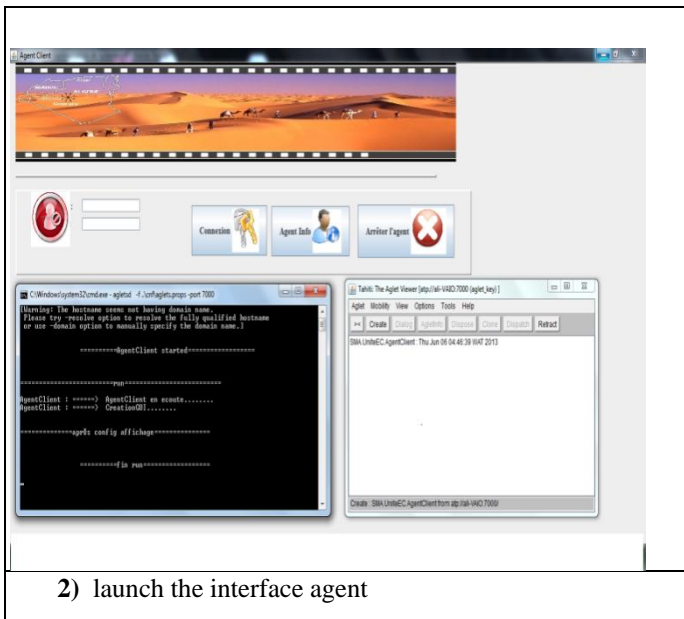 Agent Client
:
Connexion
Agent Info
Arrêter l'agent
C:\Windows\system32\cmd.exe - agletsd -f ..\cnf\aglets.props -port 7000
[Warning: The hostname seems not having domain name.
Please try -resolve option to resolve the fully qualified hostname
or use -domain option to manually specify the domain name.]
==========AgentClient started==================
=========================run==========================
AgentClient : ======> AgentClient en ecoute........
AgentClient : ======> CreationGUI........
==============aprùs config affichage===============
==========fin run==================
Tahiti: The Aglet Viewer [atp://ali-VAIO:7000 (aglet_key) ]
Aglet Mobility View Options Tools Help
Create Dialog AgletInfo Dispose Clone Dispatch Retract
SMA.UniteEC.AgentClient : Thu Jun 06 04:46:39 WAT 2013
Create : SMA.UniteEC.AgentClient from atp://ali-VAIO:7000/
2) launch the interface agent